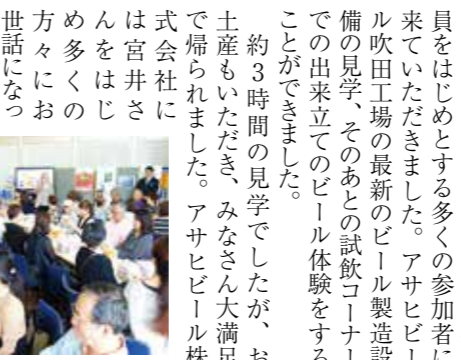 員をはじめとする多くの参加者に
来ていただきました。アサヒビー
ル吹田工場の最新のビール製造設
備の見学、そのあとの試飲コーナー
での出来立てのビール体験をする
ことができました。
約3時間の見学でしたが、お
土産もいただき、みなさん大満足
で帰られました。アサヒビール株
式会社に
は宮井さ
んをはじ
め多くの
方々にお
世話になっ